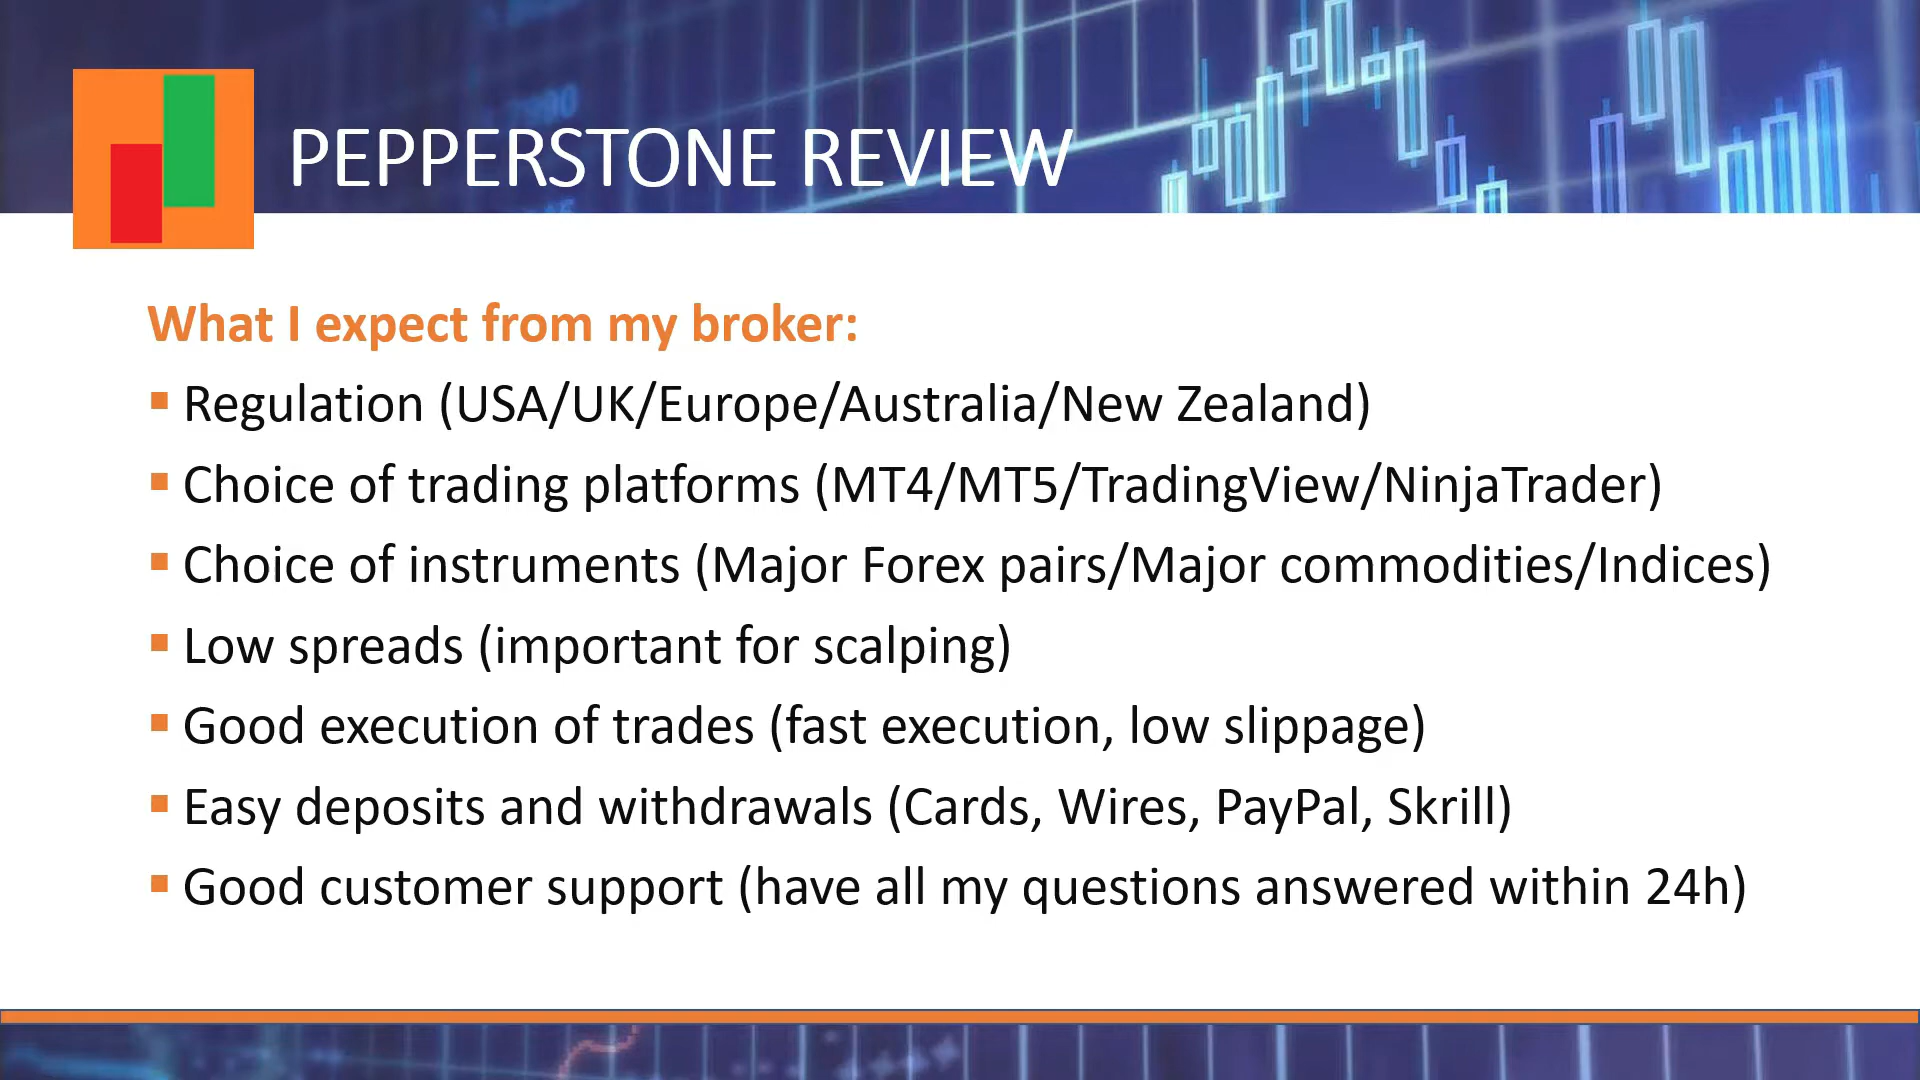 PEPPERSTONE REVIEW
What I expect from my broker:
Regulation (USA/UK/Europe/Australia/New Zealand)
Choice of trading platforms (MT4/MT5/TradingView/NinjaTrader)
Choice of instruments (Major Forex pairs/Major commodities/Indices)
Low spreads (important for scalping)
Good execution of trades (fast execution, low slippage)
Easy deposits and withdrawals (Cards, Wires, PayPal, Skrill)
Good customer support (have all my questions answered within 24h)